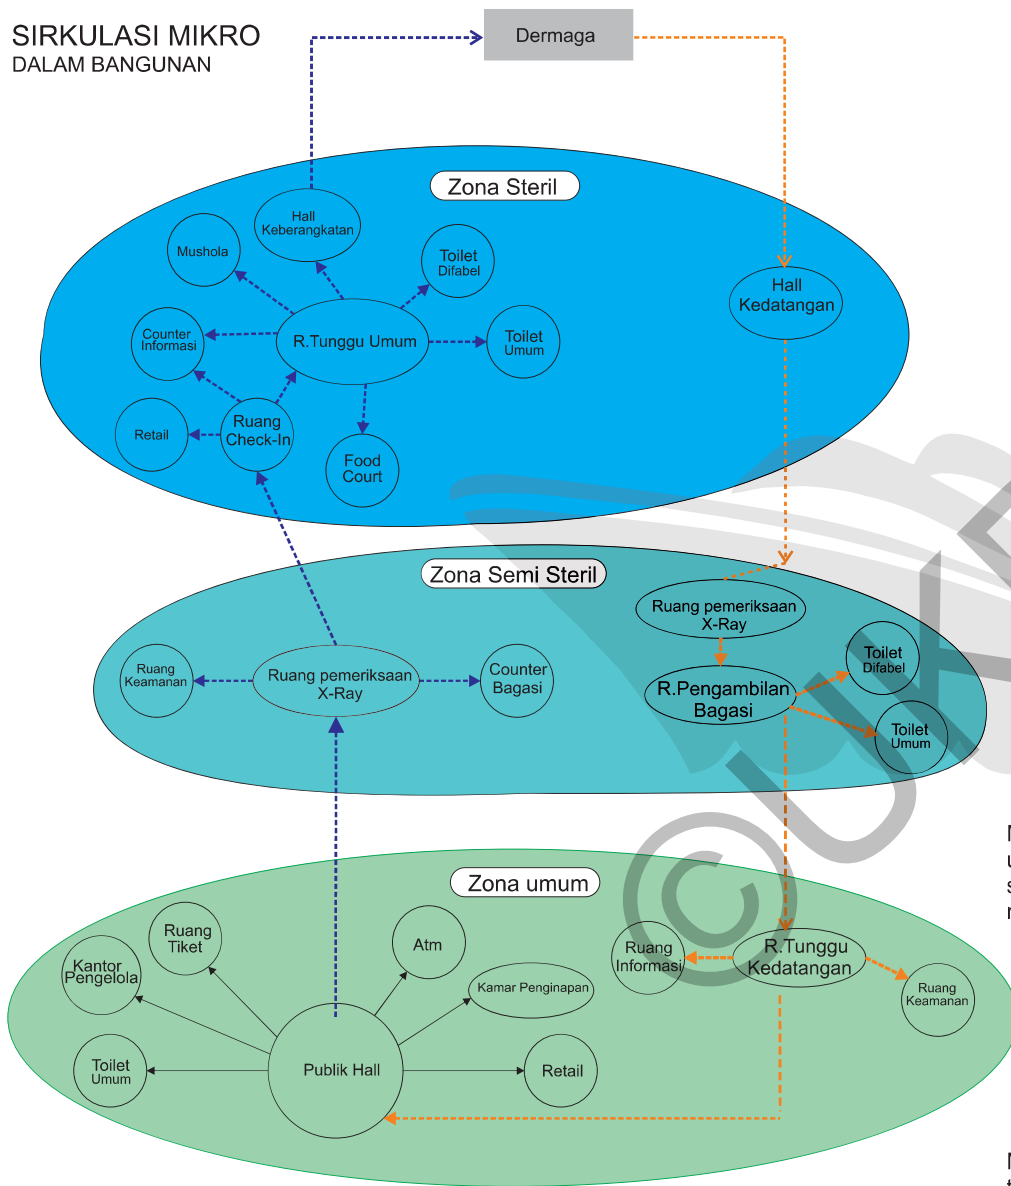 SIRKULASI MIKRO
DALAM BANGUNAN
Dermaga
Zona Steril
Hall
Keberangkatan
Mushola
Toilet
Difabel
Hall
Kedatangan
Counter
Informasi
R.Tunggu Umum
Toilet
Umum
Retail
Ruang
Check-In
Food
Court
Zona Semi Steril
Ruang pemeriksaan
X-Ray
Ruang
Keamanan
Ruang pemeriksaan
X-Ray
Counter
Bagasi
R.Pengambilan
Bagasi
Toilet
Difabel
Toilet
Umum
Zona umum
Ruang
Tiket
Atm
Kantor
Pengelola
Kamar Penginapan
Ruang
Informasi
R.Tunggu
Kedatangan
Ruang
Keamanan
Toilet
Umum
Publik Hall
Retail